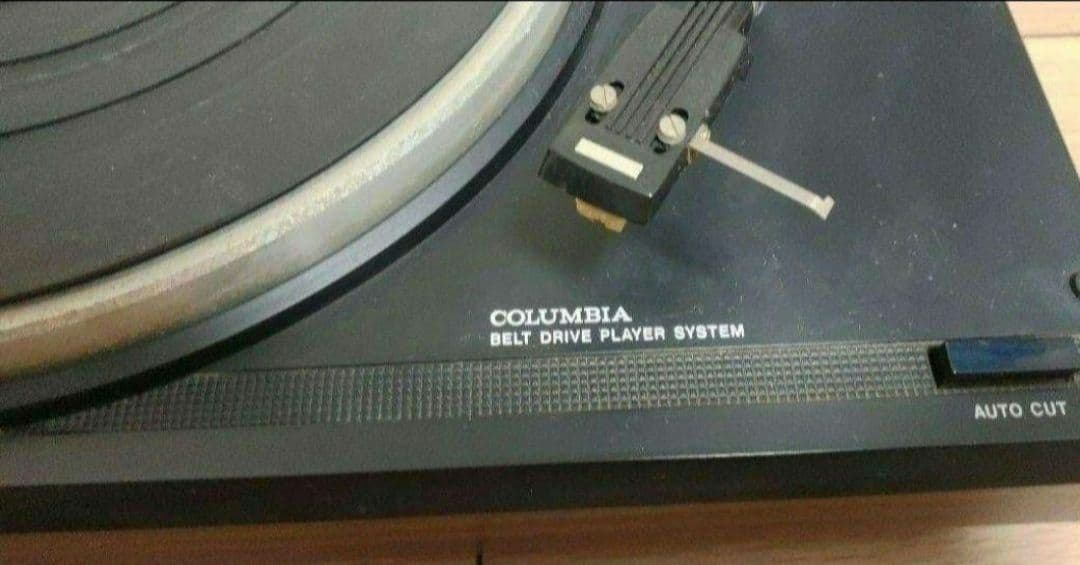 COLUMBIA
BELT DRIVE PLAYER SYSTEM
AUTO CUT